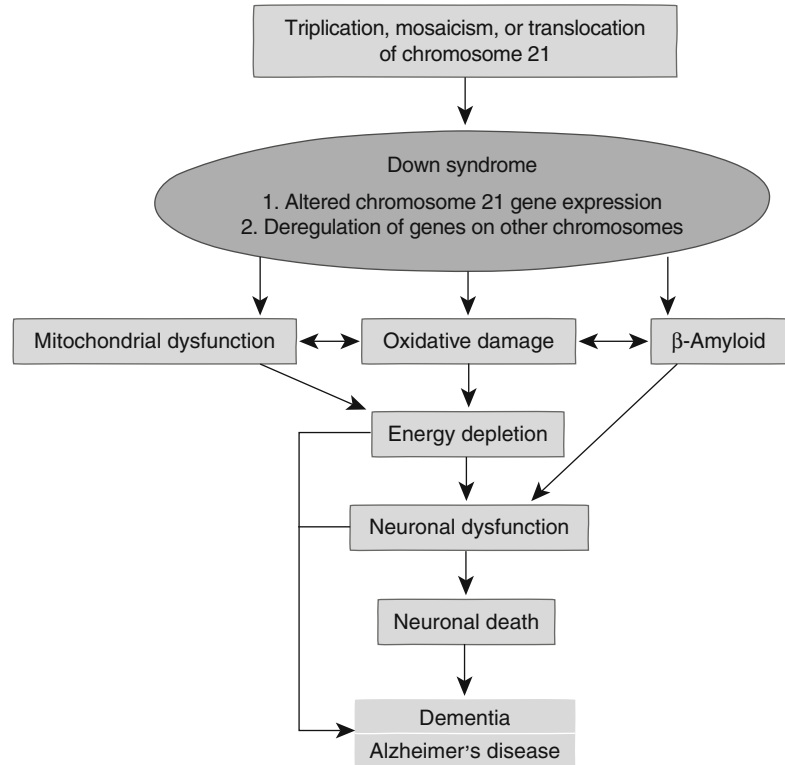 Triplication, mosaicism, or translocation
of chromosome 21
Down syndrome
1. Altered chromosome 21 gene expression
2. Deregulation of genes on other chromosomes
Mitochondrial dysfunction
Oxidative damage
β-Amyloid
Energy depletion
Neuronal dysfunction
Neuronal death
Dementia
Alzheimer's disease